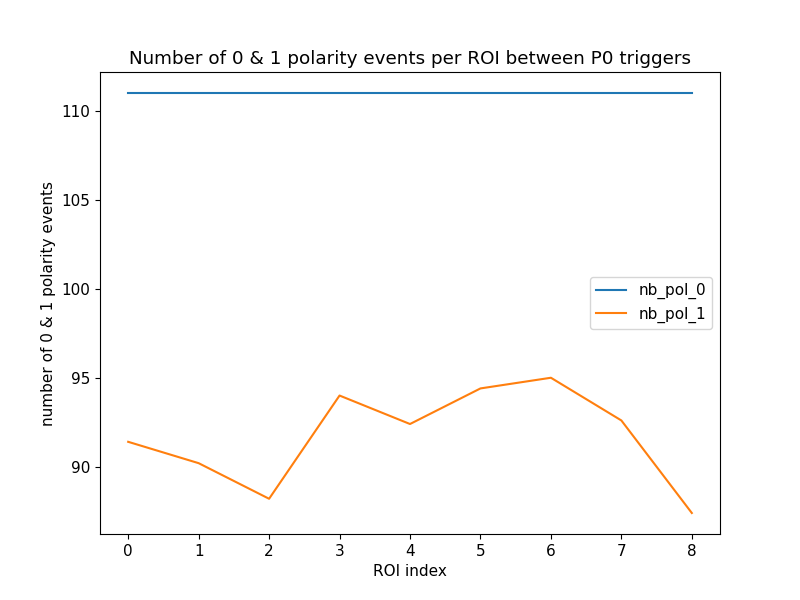 Number of 0 & 1 polarity events per ROI between P0 triggers
number of 0 & 1 polarity events
110
105
100
95
90
nb_pol_0
nb_pol_1
0 1 2 3 4 5 6 7 8
ROI index